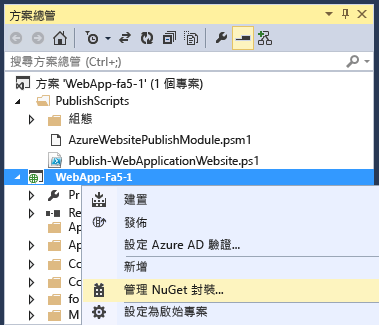 方案總管
搜尋方案總管 (Ctrl+;)
方案 'WebApp-fa5-1' (1 個專案)
PublishScripts
組態
AzureWebsitePublishModule.psm1
Publish-WebApplicationWebsite.ps1
WebApp-Fa5-1
Pr
建置
Re
發佈
Ap
設定 Azure AD 驗證...
Ap
Cc
新增
Cc
管理 NuGet 封裝...
fo
設定為啟始專案
M